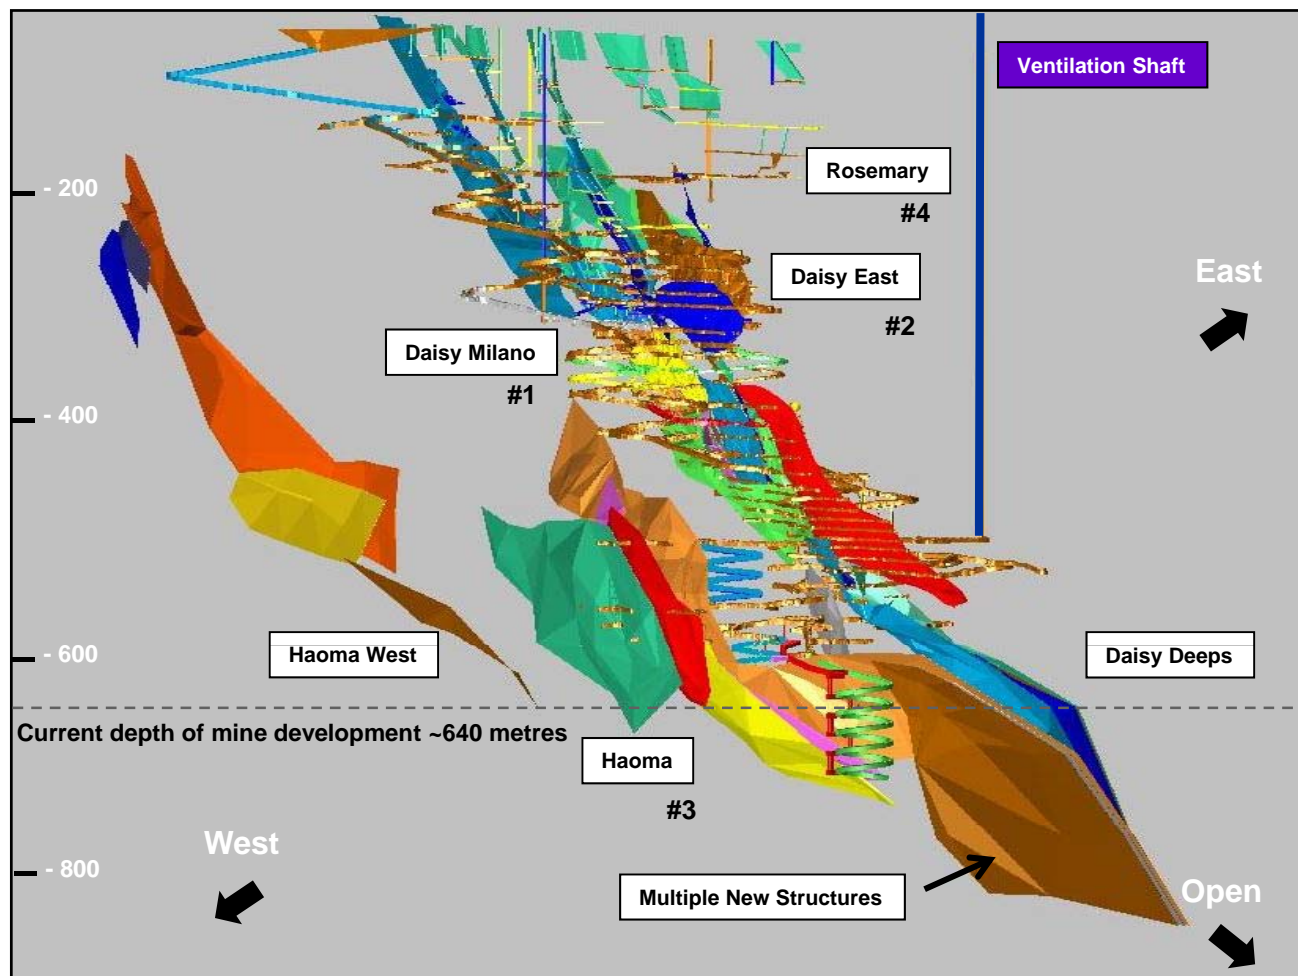 Ventilation Shaft
Rosemary
#4
- 200
Daisy East
#2
East
Daisy Milano
#1
- 400
Haoma West
- 600
Daisy Deeps
Current depth of mine development ~640 metres
Haoma
#3
West
- 800
Multiple New Structures
Open